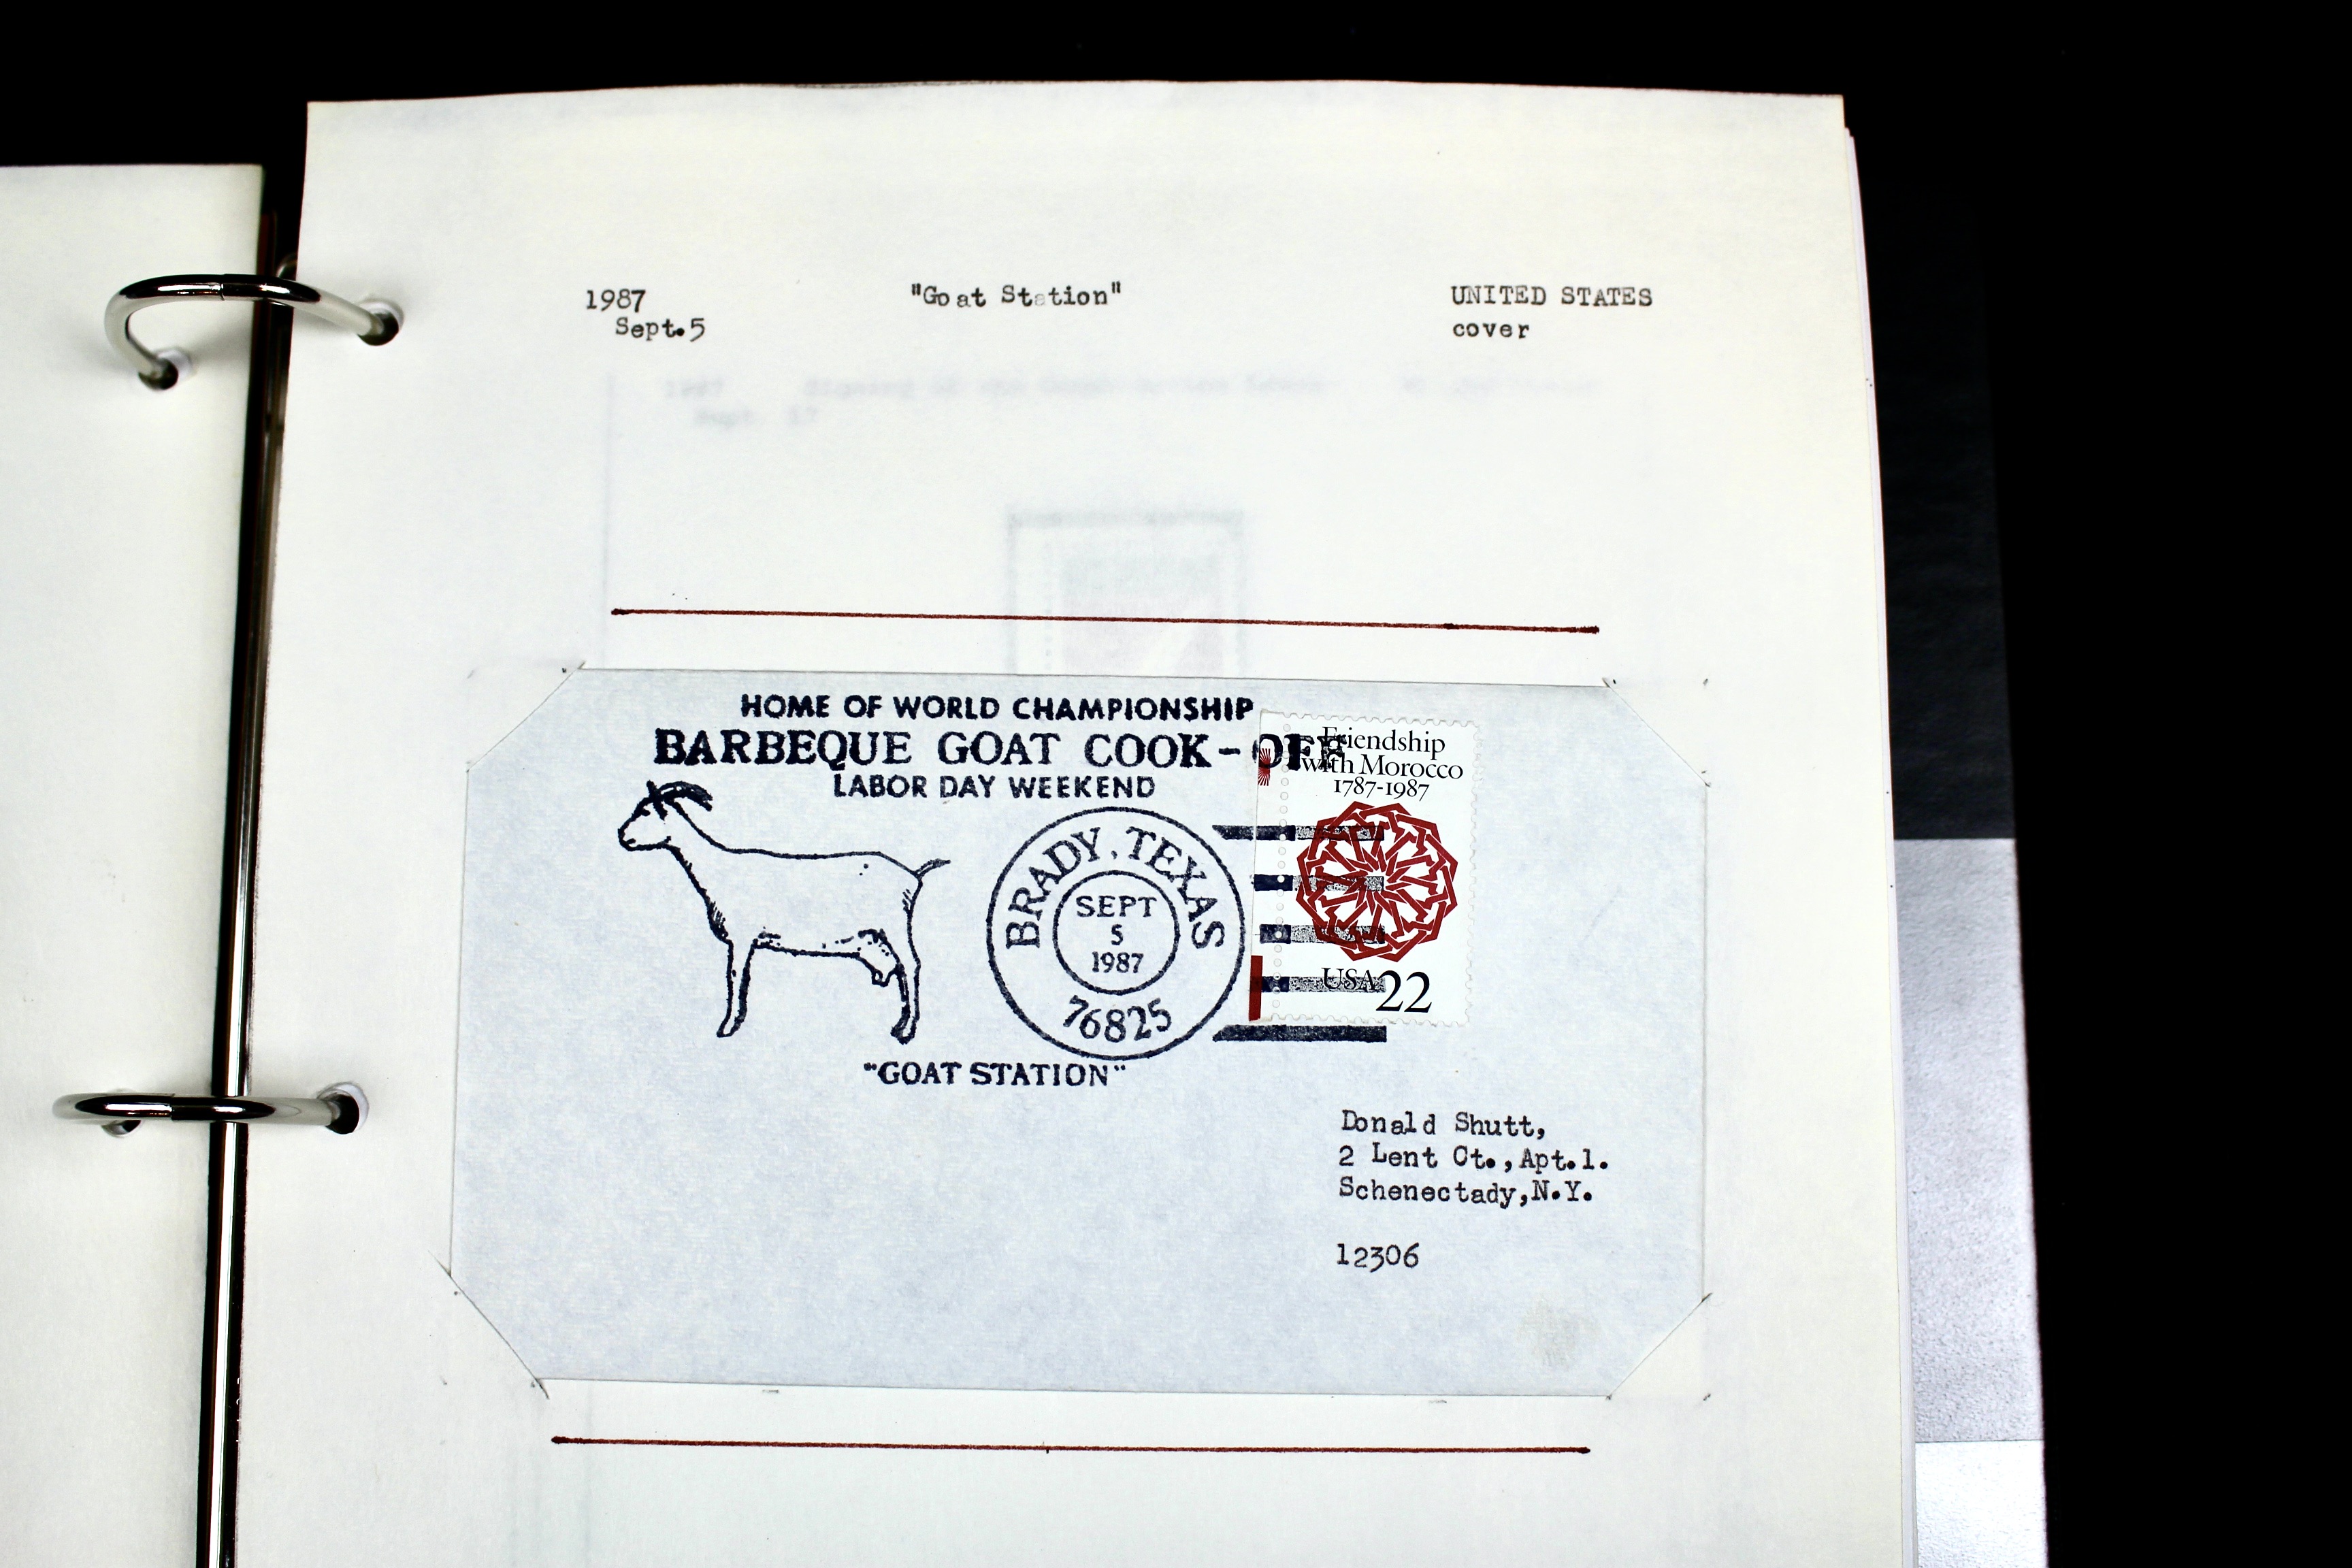 1987 "Goat Station" UNITED STATES
Sept.5 cover
HOME OF WORLD CHAMPIONSHIP
BARBEQUE GOAT COOK-OFF
LABOR DAY WEEKEND
BRADY, TEXAS
SEPT
5
1987
76825
"GOAT STATION"
Friendship
with Morocco
1787-1987
USA 22
Donald Shutt,
2 Lent Ct.,Apt.1.
Schenectady,N.Y.
12306